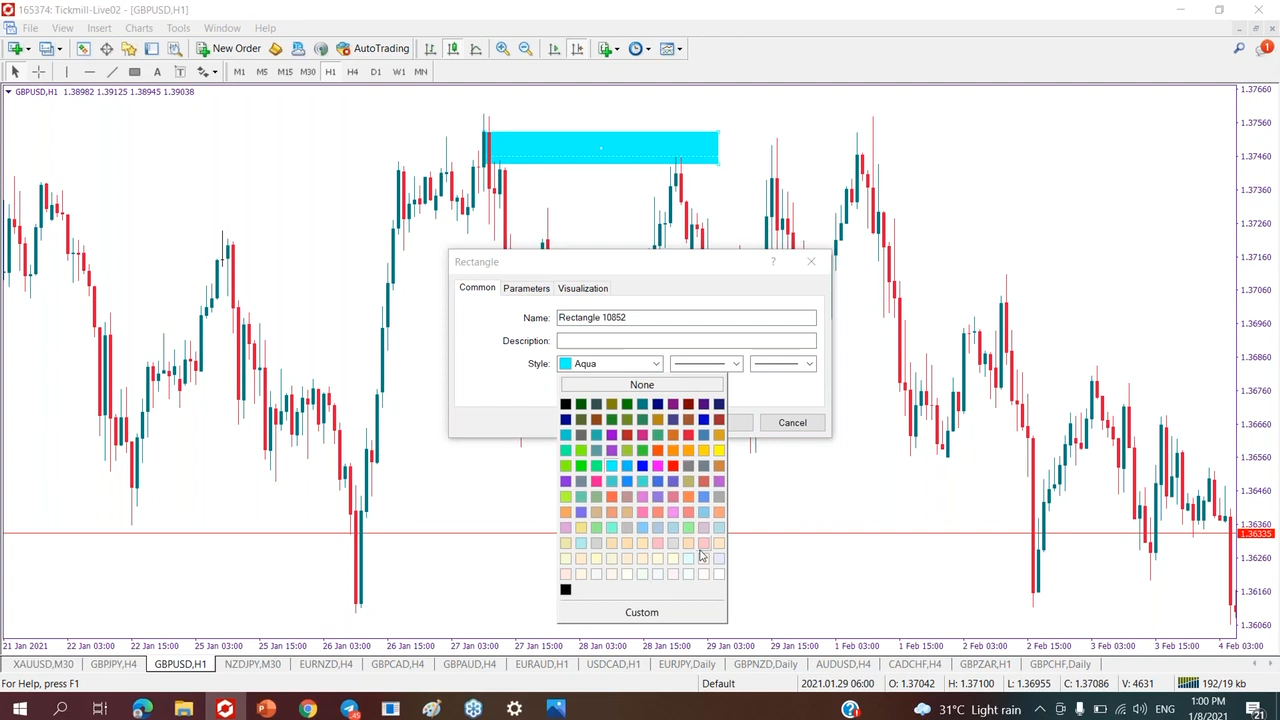 165374: Tickmill-Live02 - [GBPUSD,H1]
File View Insert Charts Tools Window Help
New Order AutoTrading 1
A T M1 M5 M15 M30 H1 H4 D1 W1 MN
GBPUSD,H1 1.38982 1.39125 1.38945 1.39038
1.37660
1.37560
1.37460
1.37360
1.37260
1.37160
1.37060
1.36960
1.36860
1.36760
1.36660
1.36560
1.36460
1.36360
1.36335
1.36260
1.36160
1.36060
Rectangle ?
Common Parameters Visualization
Name: Rectangle 10852
Description:
Style: Aqua
None
Cancel
Custom
21 Jan 2021 22 Jan 03:00 22 Jan 15:00 25 Jan 03:00 25 Jan 15:00 26 Jan 03:00 26 Jan 15:00 27 Jan 03:00 27 Jan 15:00 28 Jan 03:00 28 Jan 15:00 29 Jan 03:00 29 Jan 15:00 1 Feb 03:00 1 Feb 15:00 2 Feb 03:00 2 Feb 15:00 3 Feb 03:00 3 Feb 15:00 4 Feb 03:00
XAUUSD,M30 GBPJPY,H4 GBPUSD,H1 NZDJPY,M30 EURNZD,H4 GBPCAD,H4 GBPAUD,H4 EURAUD,H1 USDCAD,H1 EURJPY,Daily GBPNZD,Daily AUDUSD,H4 CADCHF,H4 GBPZAR,H1 GBPCHF,Daily
For Help, press F1 Default 2021.01.29 06:00 O: 1.37042 H: 1.37100 L: 1.36955 C: 1.37086 V: 4631 192/19 kb
31°C Light rain ENG 1:00 PM
1/8/2021